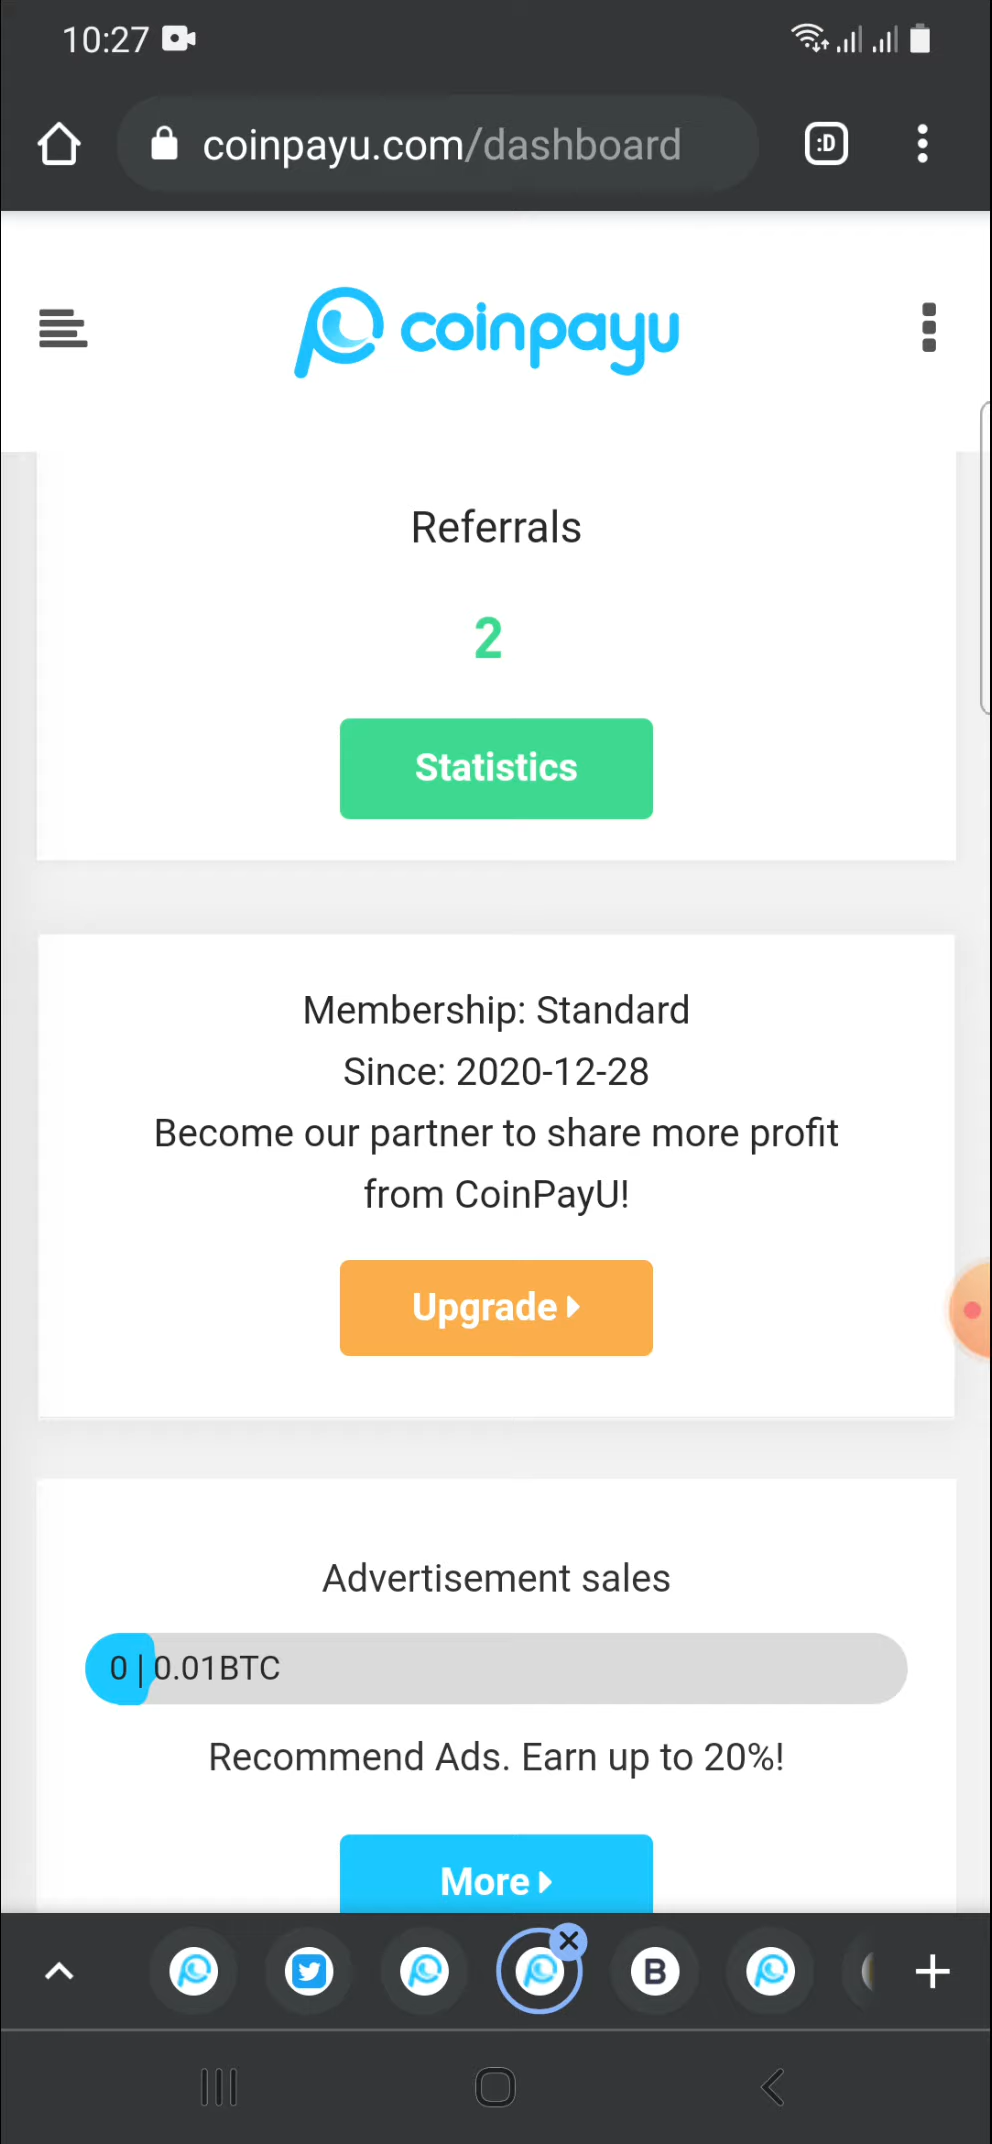 10:27
coinpayu.com/dashboard
:D
coinpayu
Referrals
2
Statistics
Membership: Standard
Since: 2020-12-28
Become our partner to share more profit
from CoinPayU!
Upgrade
Advertisement sales
0 | 0.01BTC
Recommend Ads. Earn up to 20%!
More
B